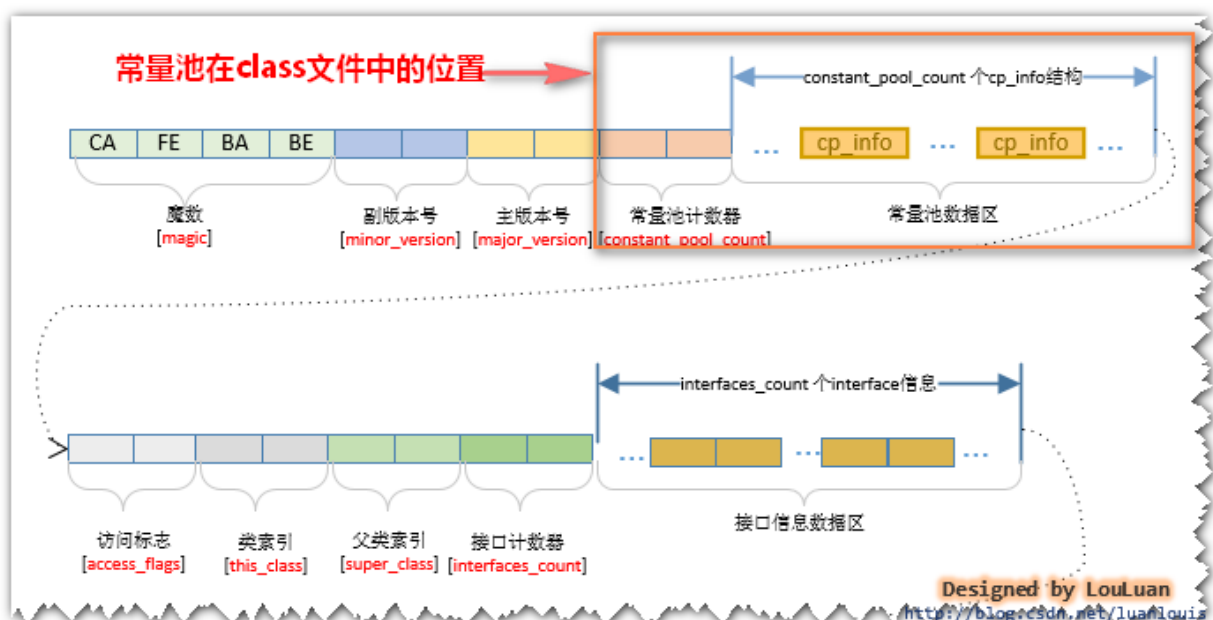 常量池在class文件中的位置
constant_pool_count 个cp_info结构
CA FE BA BE ... cp_info ... cp_info ...
魔数 副版本号 主版本号 常量池计数器 常量池数据区
[magic] [minor_version] [major_version] [constant_pool_count]
interfaces_count 个interface信息
... ... ...
访问标志 类索引 父类索引 接口计数器 接口信息数据区
[access_flags] [this_class] [super_class] [interfaces_count]
Designed by LouLuan
http://blog.csdn.net/luanlouis